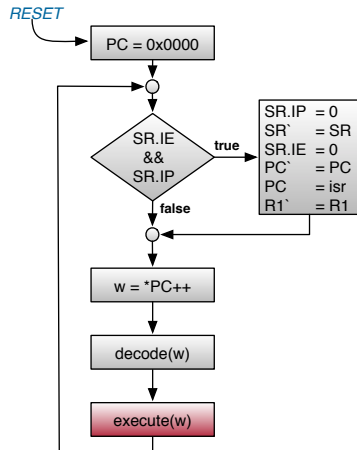 RESET
PC = 0x0000
SR.IE
&&
SR.IP
true
false
SR.IP = 0
SR` = SR
SR.IE = 0
PC` = PC
PC = isr
R1` = R1
w = *PC++
decode(w)
execute(w)